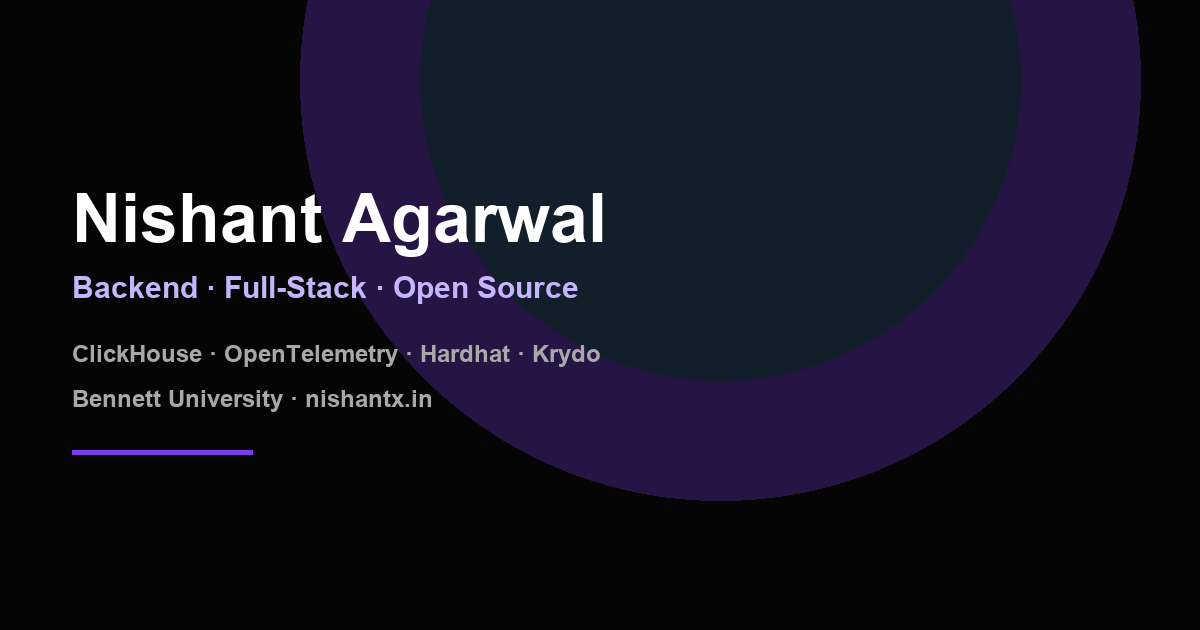 Nishant Agarwal
Backend · Full-Stack · Open Source
ClickHouse · OpenTelemetry · Hardhat · Krydo
Bennett University · nishantx.in